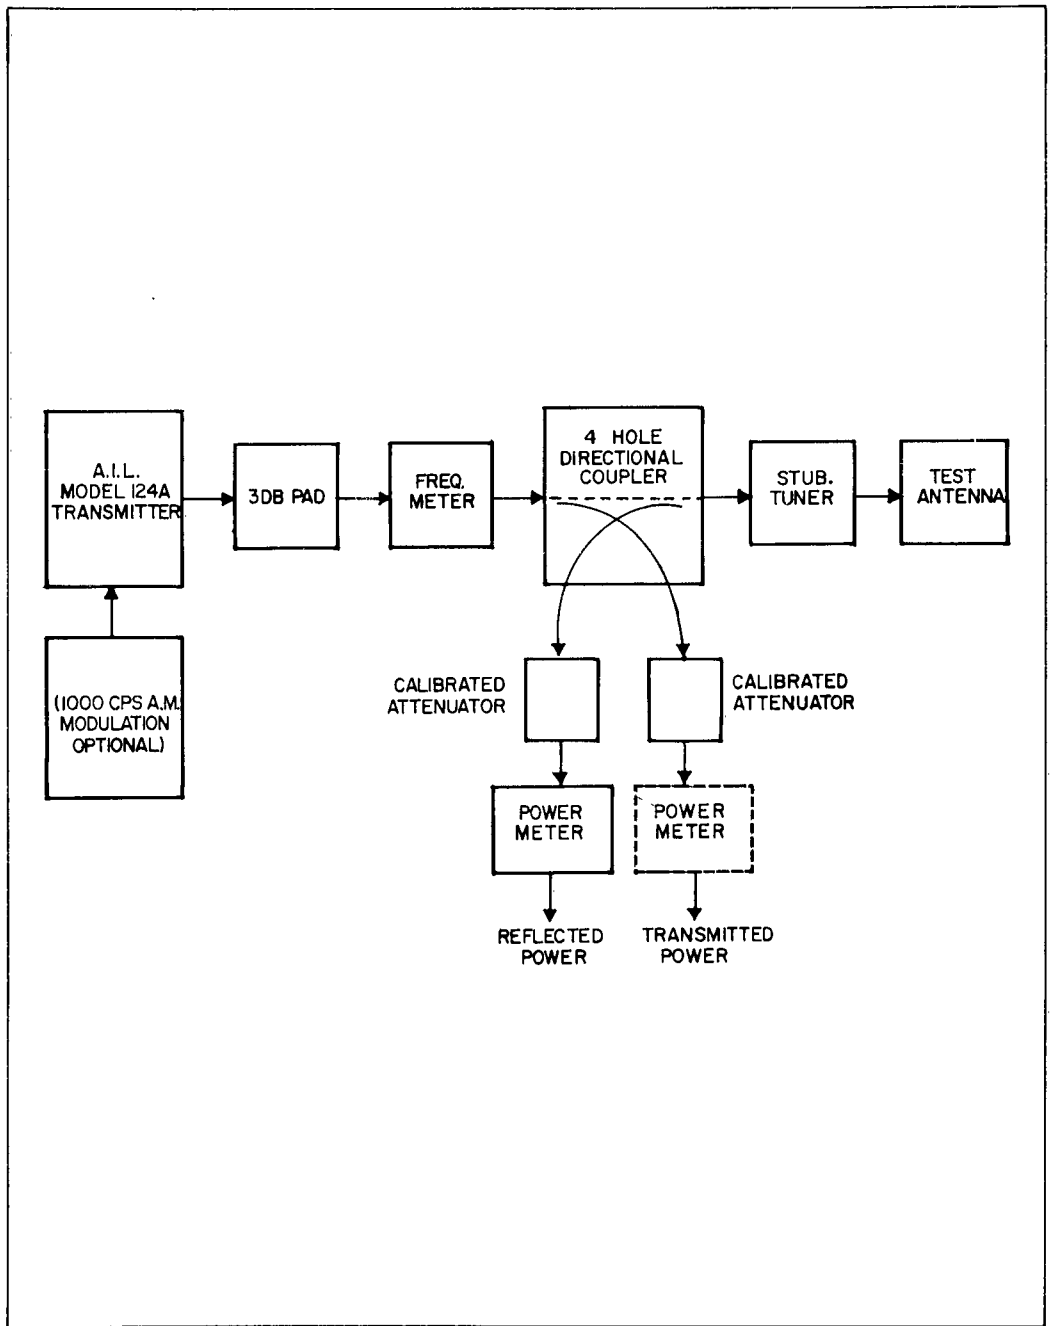 A.I.L.
MODEL 124A
TRANSMITTER
3DB PAD
FREQ.
METER
4 HOLE
DIRECTIONAL
COUPLER
STUB.
TUNER
TEST
ANTENNA
(1000 CPS A.M.
MODULATION
OPTIONAL)
CALIBRATED
ATTENUATOR
CALIBRATED
ATTENUATOR
POWER
METER
POWER
METER
REFLECTED
POWER
TRANSMITTED
POWER